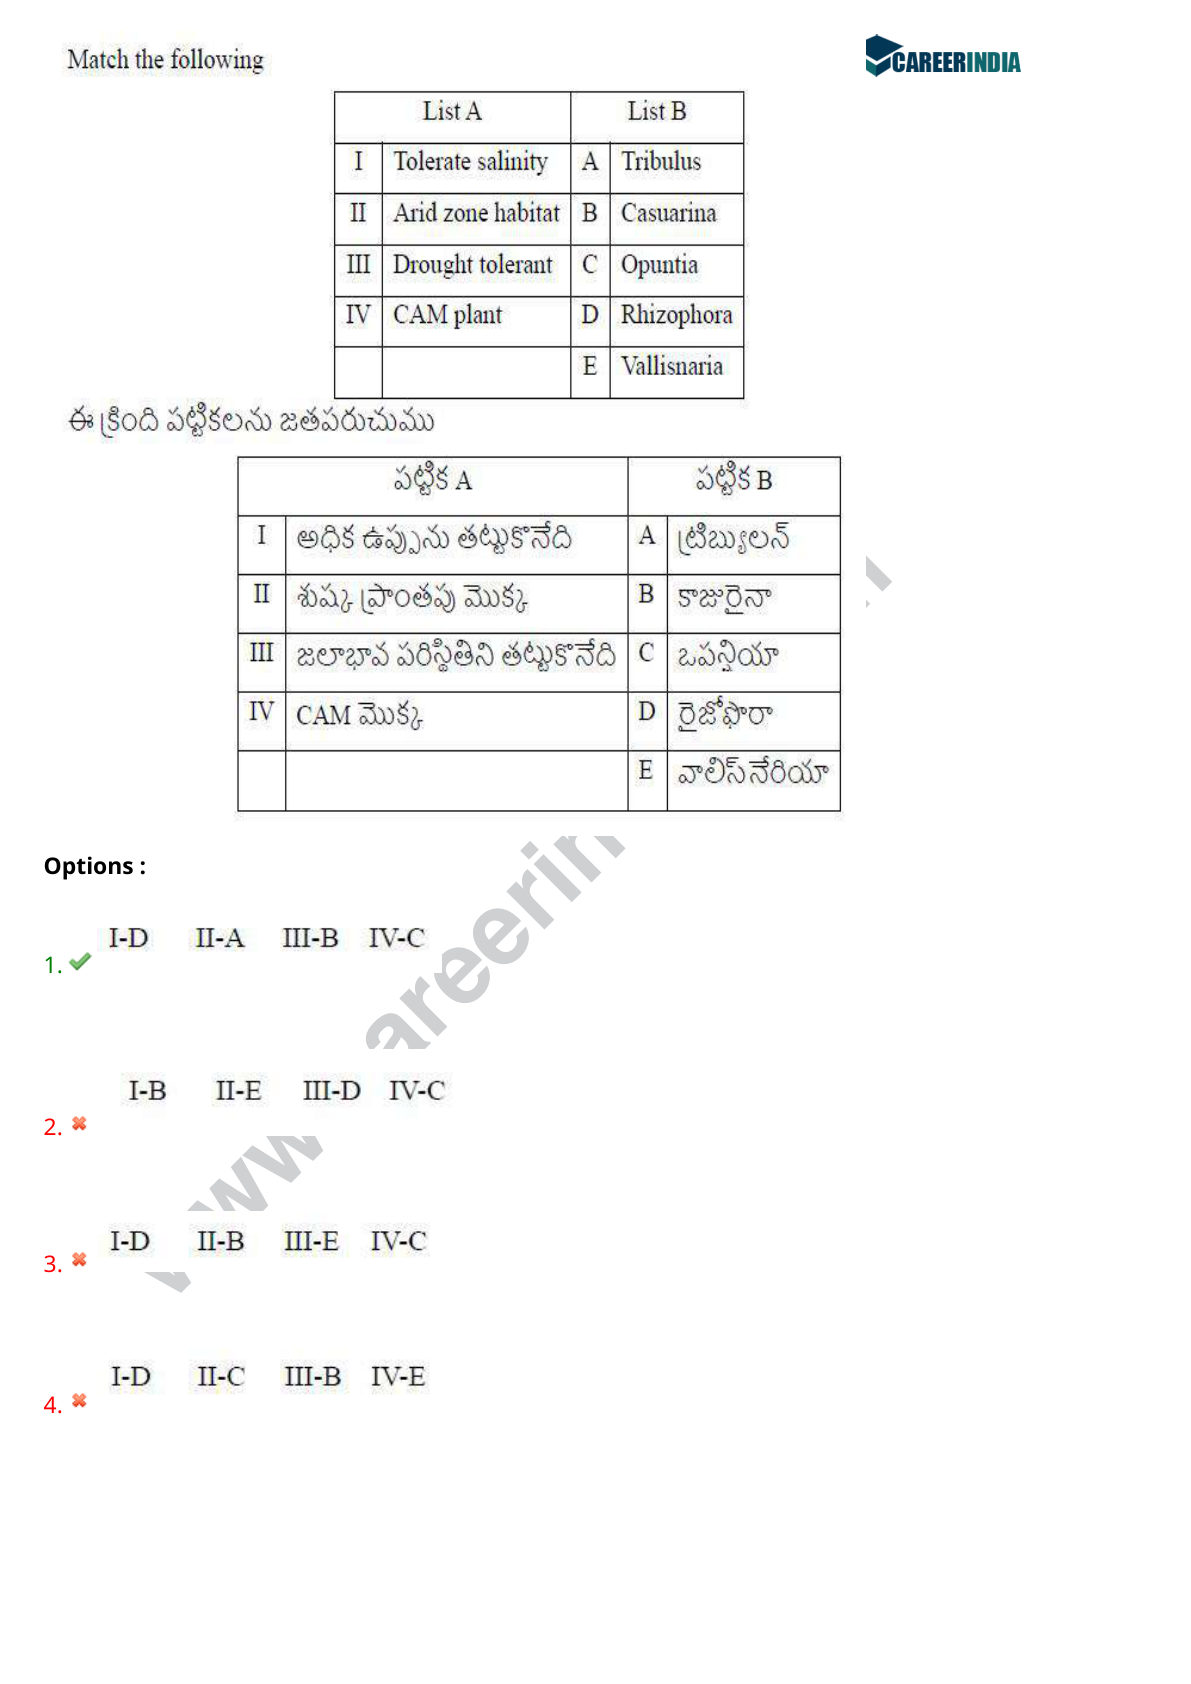 Match the following
CAREERINDIA
List A List B
I Tolerate salinity A Tribulus
II Arid zone habitat B Casuarina
III Drought tolerant C Opuntia
IV CAM plant D Rhizophora
E Vallisnaria
ఈ క్రింది పట్టికలను జతపరుచుము
పట్టిక A పట్టిక B
I అధిక ఉప్పును తట్టుకొనేది A ట్రిబ్యులన్
II శుష్క ప్రాంతపు మొక్క B కాజురైనా
III జలాభావ పరిస్థితిని తట్టుకొనేది C ఒపన్షియా
IV CAM మొక్క D రైజోఫొరా
E వాలిస్‌నేరియా
Options :
I-D II-A III-B IV-C
1.
I-B II-E III-D IV-C
2.
I-D II-B III-E IV-C
3.
I-D II-C III-B IV-E
4.